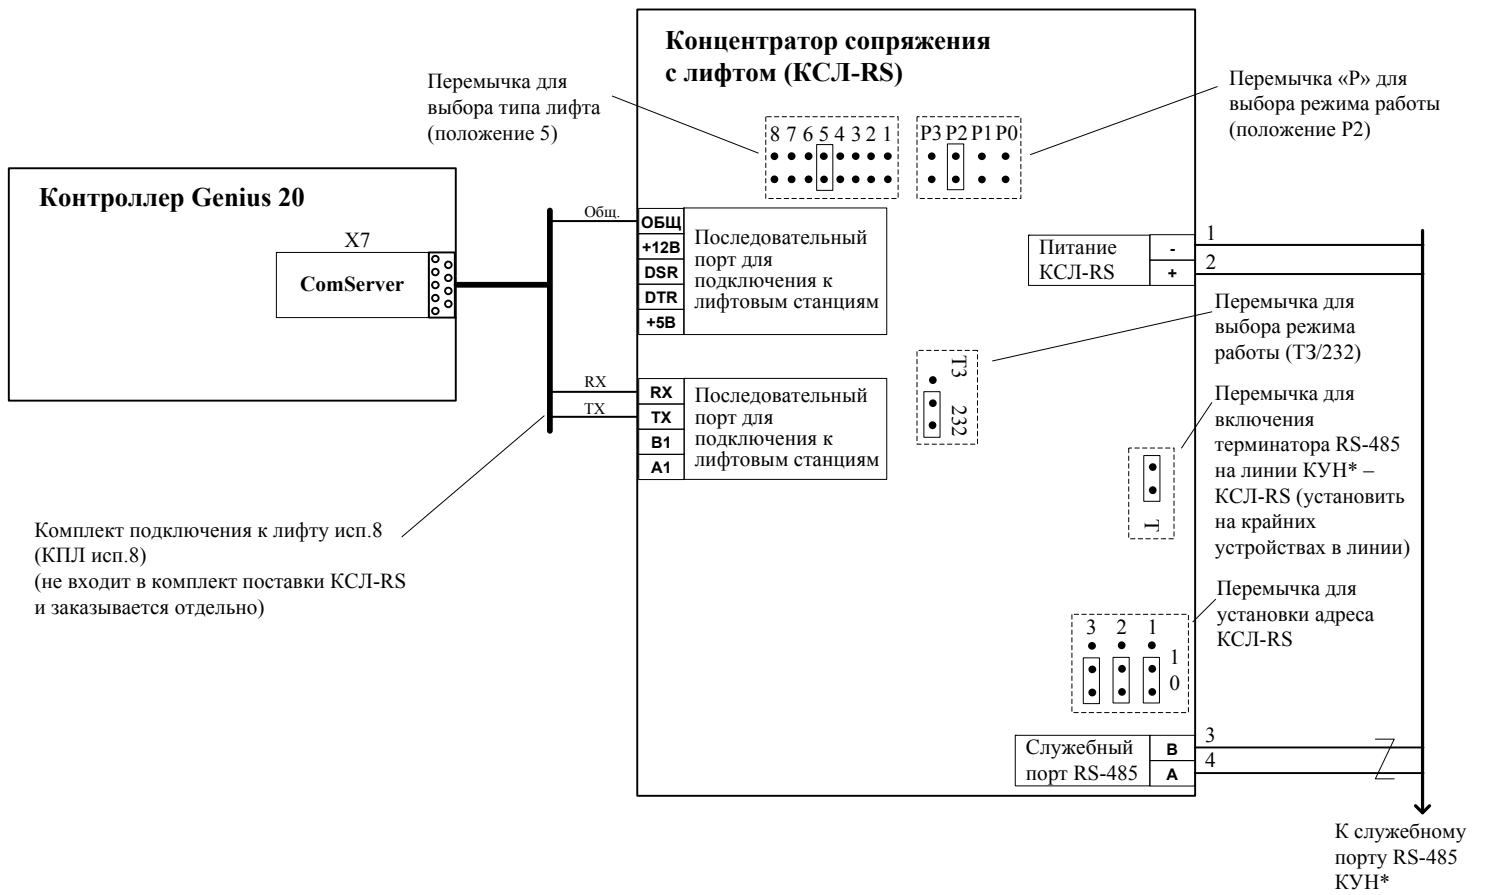 Концентратор сопряжения
с лифтом (КСЛ-RS)
Перемычка для
выбора типа лифта
(положение 5)
Перемычка «Р» для
выбора режима работы
(положение Р2)
8 7 6 5 4 3 2 1
P3 P2 P1 P0
Контроллер Genius 20
X7
ComServer
Общ.
ОБЩ
+12В
DSR
DTR
+5В
Последовательный
порт для
подключения к
лифтовым станциям
Питание
КСЛ-RS
-
+
1
2
Перемычка для
выбора режима
работы (ТЗ/232)
ТЗ
232
RX
TX
RX
TX
B1
A1
Последовательный
порт для
подключения к
лифтовым станциям
Перемычка для
включения
терминатора RS-485
на линии КУН* –
КСЛ-RS (установить
на крайних
устройствах в линии)
Т
Комплект подключения к лифту исп.8
(КПЛ исп.8)
(не входит в комплект поставки КСЛ-RS
и заказывается отдельно)
Перемычка для
установки адреса
КСЛ-RS
3 2 1
1
0
Служебный
порт RS-485
B
A
3
4
К служебному
порту RS-485
КУН*